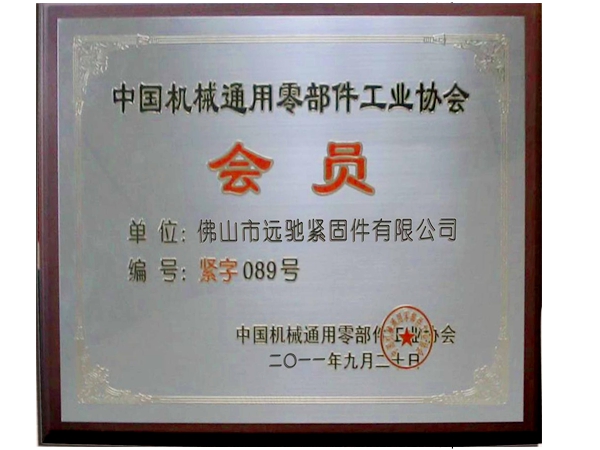 中国机械通用零部件工业协会
会员
单位：佛山市远驰紧固件有限公司
编号：紧字089号
中国机械通用零部件工业协会
二〇一一年九月二十日